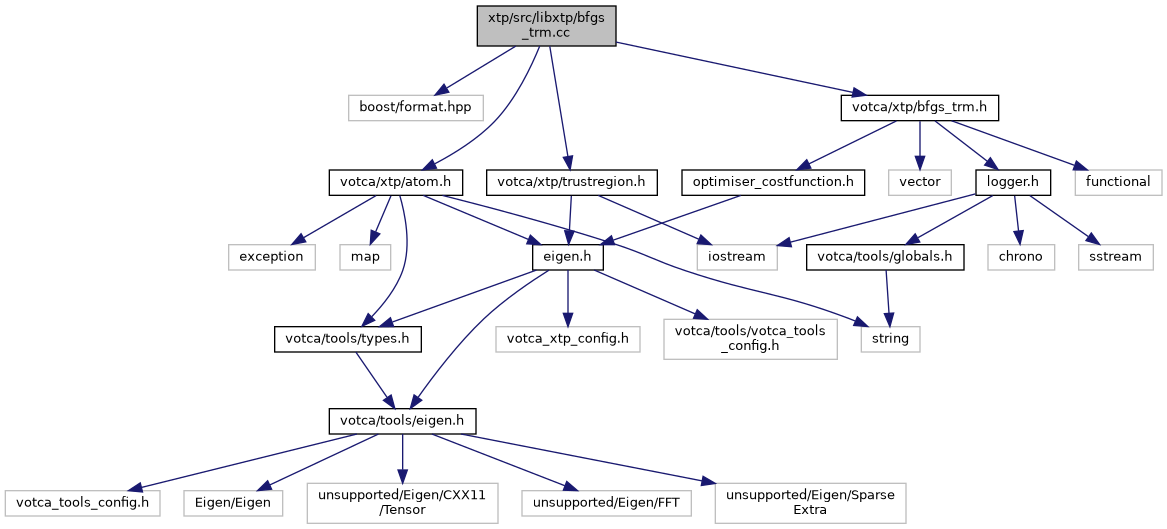 xtp/src/libxtp/bfgs
_trm.cc
boost/format.hpp
votca/xtp/bfgs_trm.h
votca/xtp/atom.h
votca/xtp/trustregion.h
optimiser_costfunction.h
vector
logger.h
functional
exception
map
eigen.h
iostream
votca/tools/globals.h
chrono
sstream
votca/tools/types.h
votca_xtp_config.h
votca/tools/votca_tools
_config.h
string
votca/tools/eigen.h
votca_tools_config.h
Eigen/Eigen
unsupported/Eigen/CXX11
/Tensor
unsupported/Eigen/FFT
unsupported/Eigen/Sparse
Extra